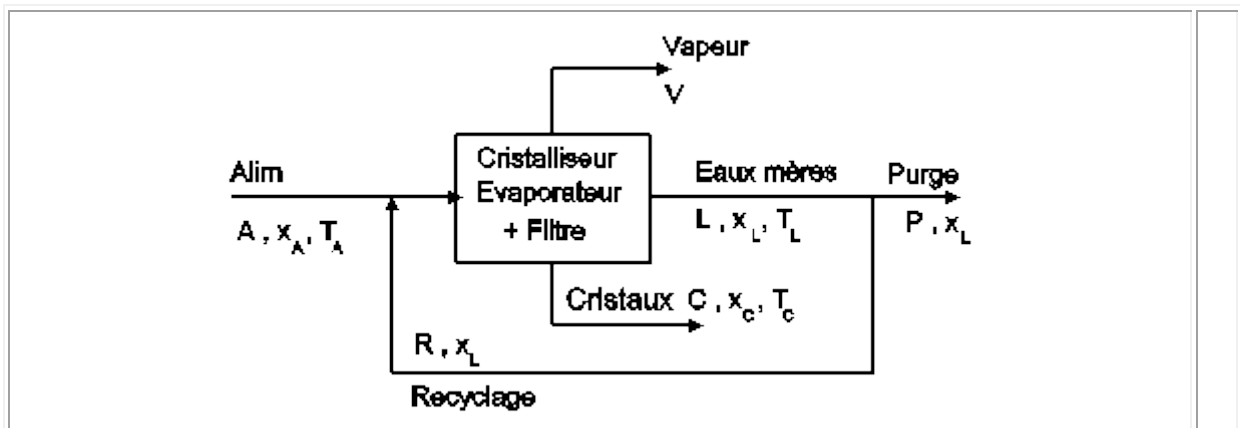 Vapeur
V
Cristalliseur
Evaporateur
+ Filtre
Alim
A , x_A, T_A
Eaux mères
L , x_L, T_L
Purge
P , x_L
Cristaux C , x_C, T_C
R , x_L
Recyclage